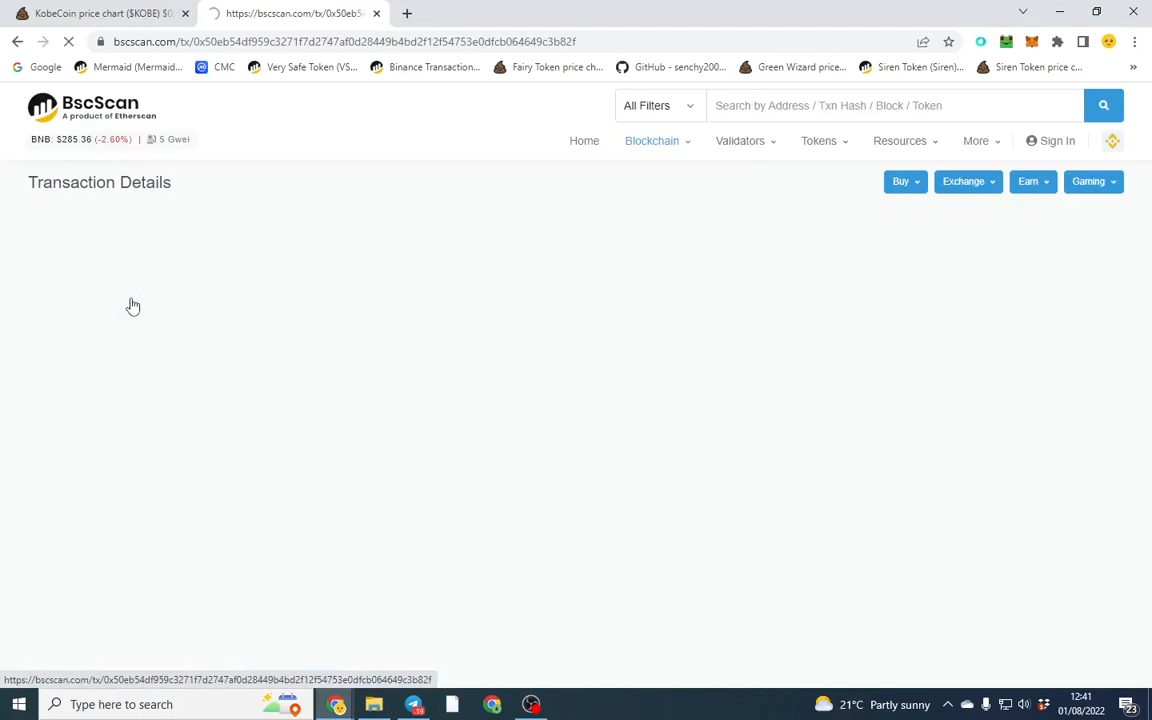 KobeCoin price chart ($KOBE) $0.
https://bscscan.com/tx/0x50eb5
bscscan.com/tx/0x50eb54df959c3271f7d2747af0d28449b4bd2f12f54753e0dfcb064649c3b82f
Google Mermaid (Mermaid... CMC Very Safe Token (VS... Binance Transaction... Fairy Token price ch... GitHub - senchy200... Green Wizard price... Siren Token (Siren)... Siren Token price c... »
BscScan
A product of Etherscan
All Filters Search by Address / Txn Hash / Block / Token
BNB: $285.36 (-2.60%) | 5 Gwei
Home Blockchain Validators Tokens Resources More Sign In
Transaction Details
Buy Exchange Earn Gaming
https://bscscan.com/tx/0x50eb54df959c3271f7d2747af0d28449b4bd2f12f54753e0dfcb064649c3b82f
Type here to search
21°C Partly sunny
12:41
01/08/2022
23